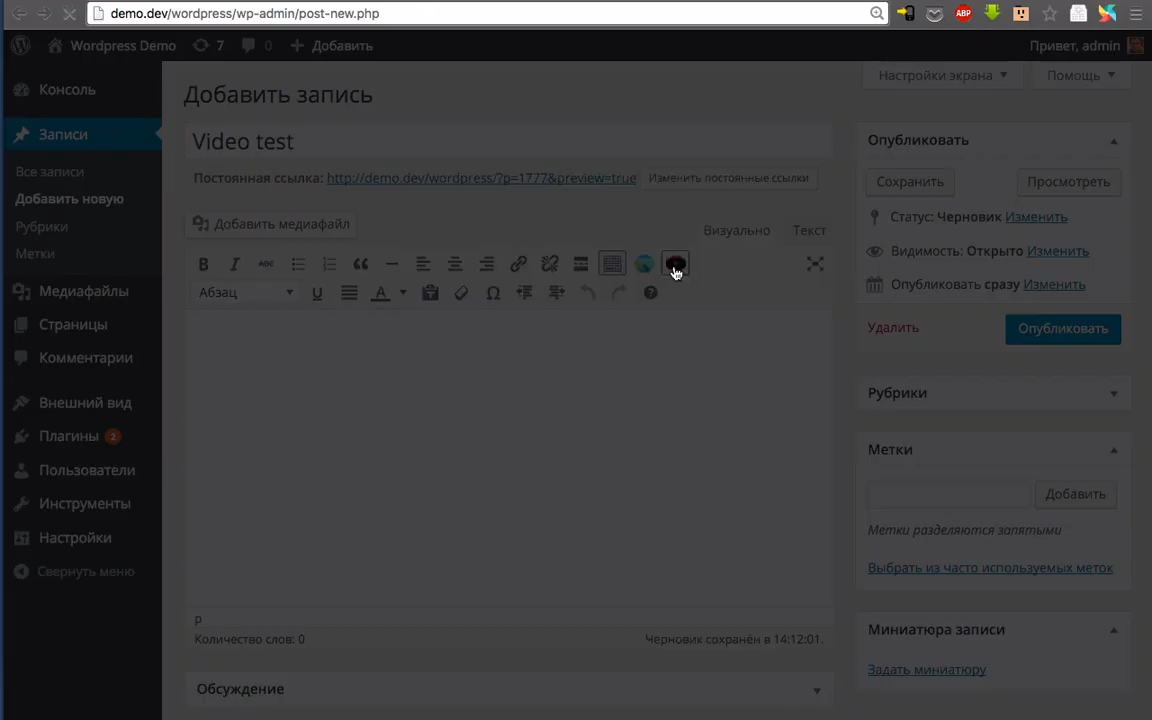 demo.dev/wordpress/wp-admin/post-new.php
ABP
Wordpress Demo 7 0 Добавить Привет, admin
Настройки экрана Помощь
Консоль
Записи
Все записи
Добавить новую
Рубрики
Метки
Медиафайлы
Страницы
Комментарии
Внешний вид
Плагины 2
Пользователи
Инструменты
Настройки
Свернуть меню
Добавить запись
Video test
Постоянная ссылка: http://demo.dev/wordpress/?p=1777&preview=true Изменить постоянные ссылки
Добавить медиафайл
Визуально Текст
B I ABC
Абзац U A Ω ?
p
Количество слов: 0 Черновик сохранён в 14:12:01.
Обсуждение
Опубликовать
Сохранить Просмотреть
Статус: Черновик Изменить
Видимость: Открыто Изменить
Опубликовать сразу Изменить
Удалить Опубликовать
Рубрики
Метки
Добавить
Метки разделяются запятыми
Выбрать из часто используемых меток
Миниатюра записи
Задать миниатюру